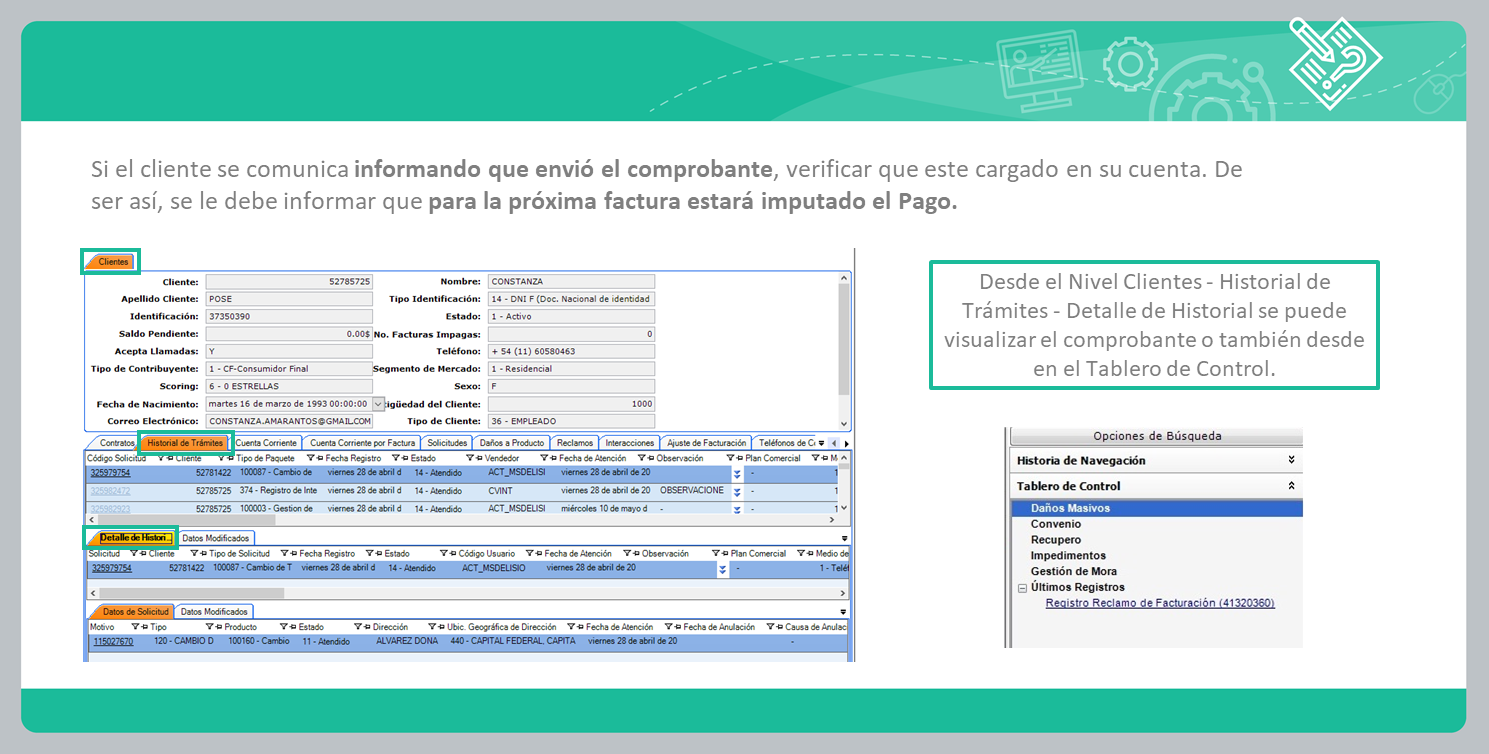 Si el cliente se comunica informando que envió el comprobante, verificar que este cargado en su cuenta. De
ser así, se le debe informar que para la próxima factura estará imputado el Pago.
Clientes
Cliente: 52785725 Nombre: CONSTANZA
Apellido Cliente: POSE Tipo Identificación: 14 - DNI F (Doc. Nacional de identidad
Identificación: 37350390 Estado: 1 - Activo
Saldo Pendiente: 0.00$ No. Facturas Impagas: 0
Acepta Llamadas: Y Teléfono: + 54 (11) 60580463
Tipo de Contribuyente: 1 - CF-Consumidor Final Segmento de Mercado: 1 - Residencial
Scoring: 6 - 0 ESTRELLAS Sexo: F
Fecha de Nacimiento: martes 16 de marzo de 1993 00:00:00 tigüedad del Cliente: 1000
Correo Electrónico: CONSTANZA.AMARANTOS@GMAIL.COM Tipo de Cliente: 36 - EMPLEADO
Contratos Historial de Trámites Cuenta Corriente Cuenta Corriente por Factura Solicitudes Daños a Producto Reclamos Interacciones Ajuste de Facturación Teléfonos de Co
Código Solicitud Cliente Tipo de Paquete Fecha Registro Estado Vendedor Fecha de Atención Observación Plan Comercial M
325979754 52781422 100087 - Cambio de viernes 28 de abril d 14 - Atendido ACT_MSDELISI viernes 28 de abril de 20 - 1
325982472 52785725 374 - Registro de Inte viernes 28 de abril d 14 - Atendido CVINT viernes 28 de abril de 20 OBSERVACIONE - 1
325982923 52785725 100003 - Gestion de viernes 28 de abril d 14 - Atendido ACT_MSDELISI miércoles 10 de mayo d - - 1
Detalle de Histori... Datos Modificados
Solicitud Cliente Tipo de Solicitud Fecha Registro Estado Código Usuario Fecha de Atención Observación Plan Comercial Medio de
325979754 52781422 100087 - Cambio de T viernes 28 de abril d 14 - Atendido ACT_MSDELISIO viernes 28 de abril de 20 - 1 - Teléf
Datos de Solicitud Datos Modificados
Motivo Tipo Producto Estado Dirección Ubic. Geográfica de Dirección Fecha de Atención Fecha de Anulación Causa de Anulac
115027670 120 - CAMBIO D 100160 - Cambio 11 - Atendido ALVAREZ DONA 440 - CAPITAL FEDERAL, CAPITA viernes 28 de abril de 20 -
Desde el Nivel Clientes - Historial de
Trámites - Detalle de Historial se puede
visualizar el comprobante o también desde
en el Tablero de Control.
Opciones de Búsqueda
Historia de Navegación
Tablero de Control
Daños Masivos
Convenio
Recupero
Impedimentos
Gestión de Mora
Últimos Registros
Registro Reclamo de Facturación (41320360)